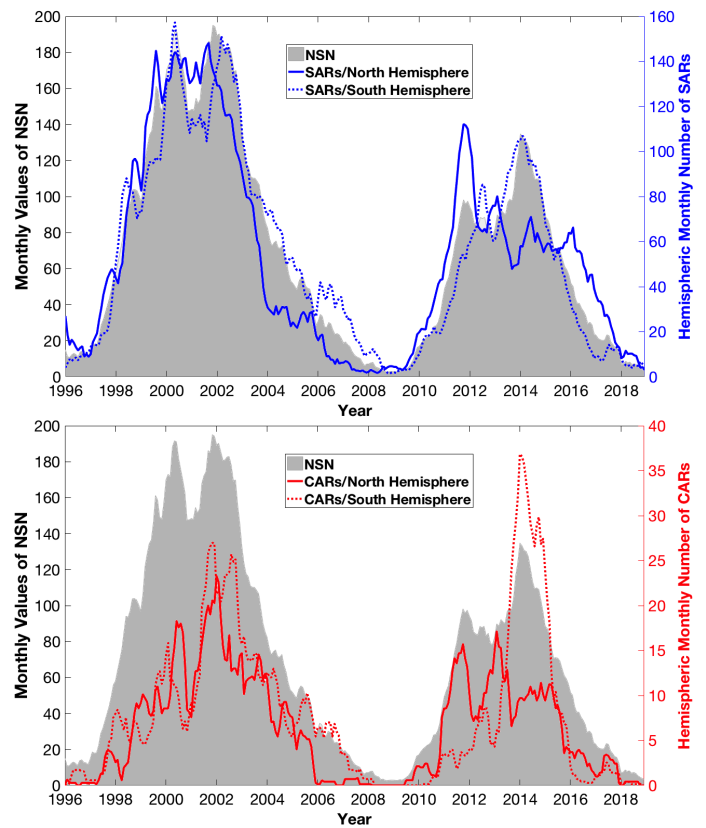 200
180
160
140
120
100
80
60
40
20
0
Monthly Values of NSN
160
140
120
100
80
60
40
20
0
Hemispheric Monthly Number of SARs
NSN
SARs/North Hemisphere
SARs/South Hemisphere
1996 1998 2000 2002 2004 2006 2008 2010 2012 2014 2016 2018
Year
200
180
160
140
120
100
80
60
40
20
0
Monthly Values of NSN
40
35
30
25
20
15
10
5
0
Hemispheric Monthly Number of CARs
NSN
CARs/North Hemisphere
CARs/South Hemisphere
1996 1998 2000 2002 2004 2006 2008 2010 2012 2014 2016 2018
Year